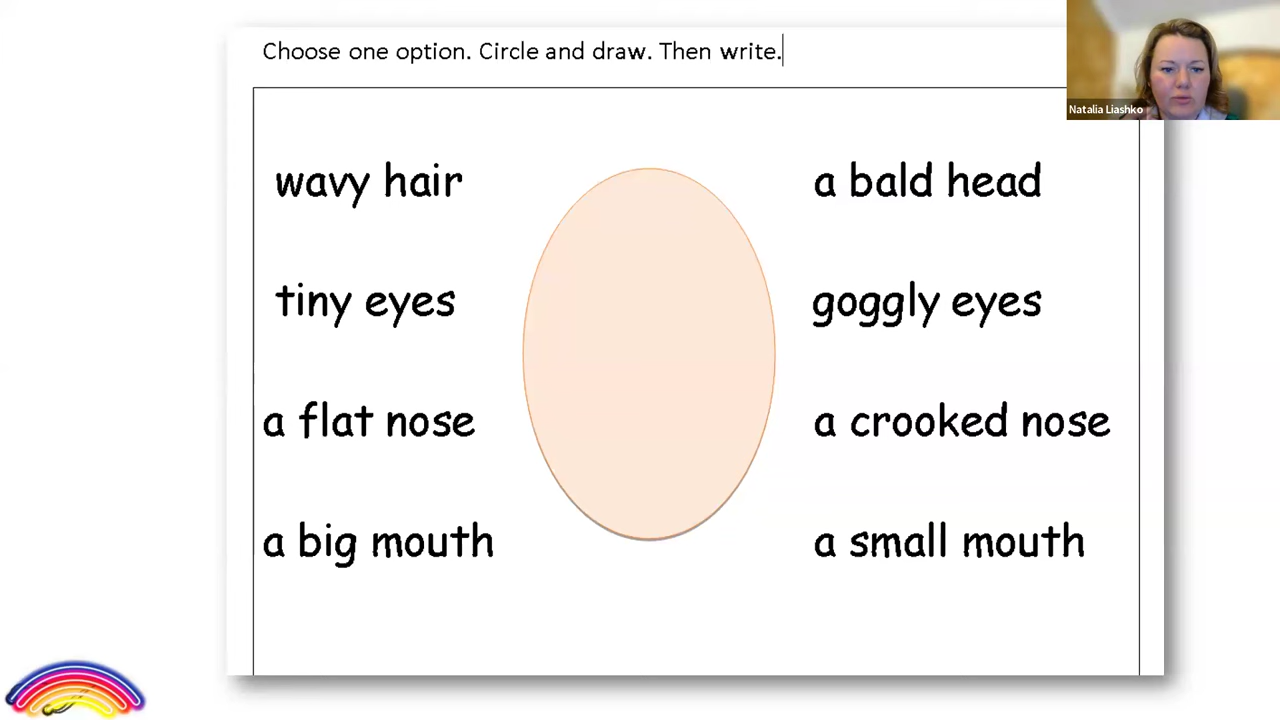 Choose one option. Circle and draw. Then write.
Natalia Liashko
wavy hair
a bald head
tiny eyes
goggly eyes
a flat nose
a crooked nose
a big mouth
a small mouth